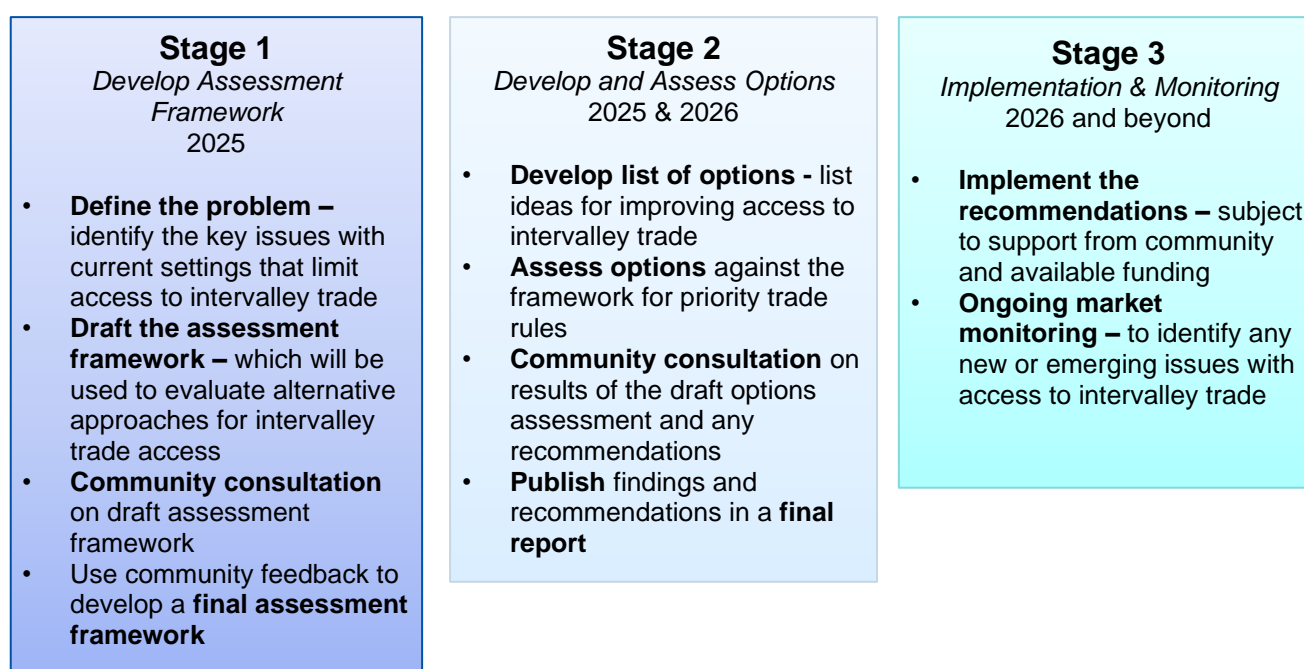 Stage 1
Develop Assessment
Framework
2025
• Define the problem –
identify the key issues with
current settings that limit
access to intervalley trade
• Draft the assessment
framework – which will be
used to evaluate alternative
approaches for intervalley
trade access
• Community consultation
on draft assessment
framework
• Use community feedback to
develop a final assessment
framework
Stage 2
Develop and Assess Options
2025 & 2026
• Develop list of options - list
ideas for improving access to
intervalley trade
• Assess options against the
framework for priority trade
rules
• Community consultation on
results of the draft options
assessment and any
recommendations
• Publish findings and
recommendations in a final
report
Stage 3
Implementation & Monitoring
2026 and beyond
• Implement the
recommendations – subject
to support from community
and available funding
• Ongoing market
monitoring – to identify any
new or emerging issues with
access to intervalley trade